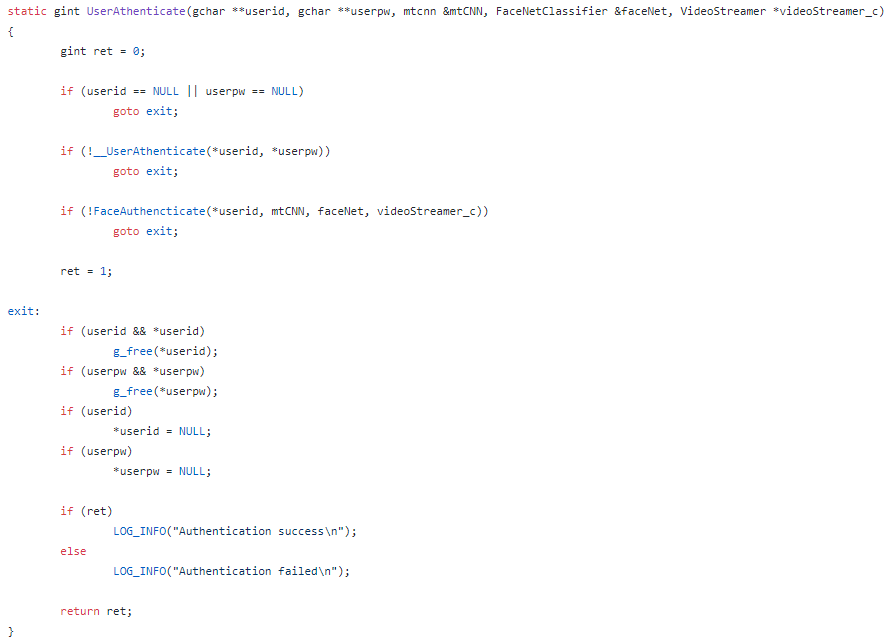 static gint UserAthenticate(gchar **userid, gchar **userpw, mtcnn &mtCNN, FaceNetClassifier &faceNet, VideoStreamer *videoStreamer_c)
{
        gint ret = 0;

        if (userid == NULL || userpw == NULL)
                goto exit;

        if (!__UserAthenticate(*userid, *userpw))
                goto exit;

        if (!FaceAuthencticate(*userid, mtCNN, faceNet, videoStreamer_c))
                goto exit;

        ret = 1;

exit:
        if (userid && *userid)
                g_free(*userid);
        if (userpw && *userpw)
                g_free(*userpw);
        if (userid)
                *userid = NULL;
        if (userpw)
                *userpw = NULL;

        if (ret)
                LOG_INFO("Authentication success\n");
        else
                LOG_INFO("Authentication failed\n");

        return ret;
}